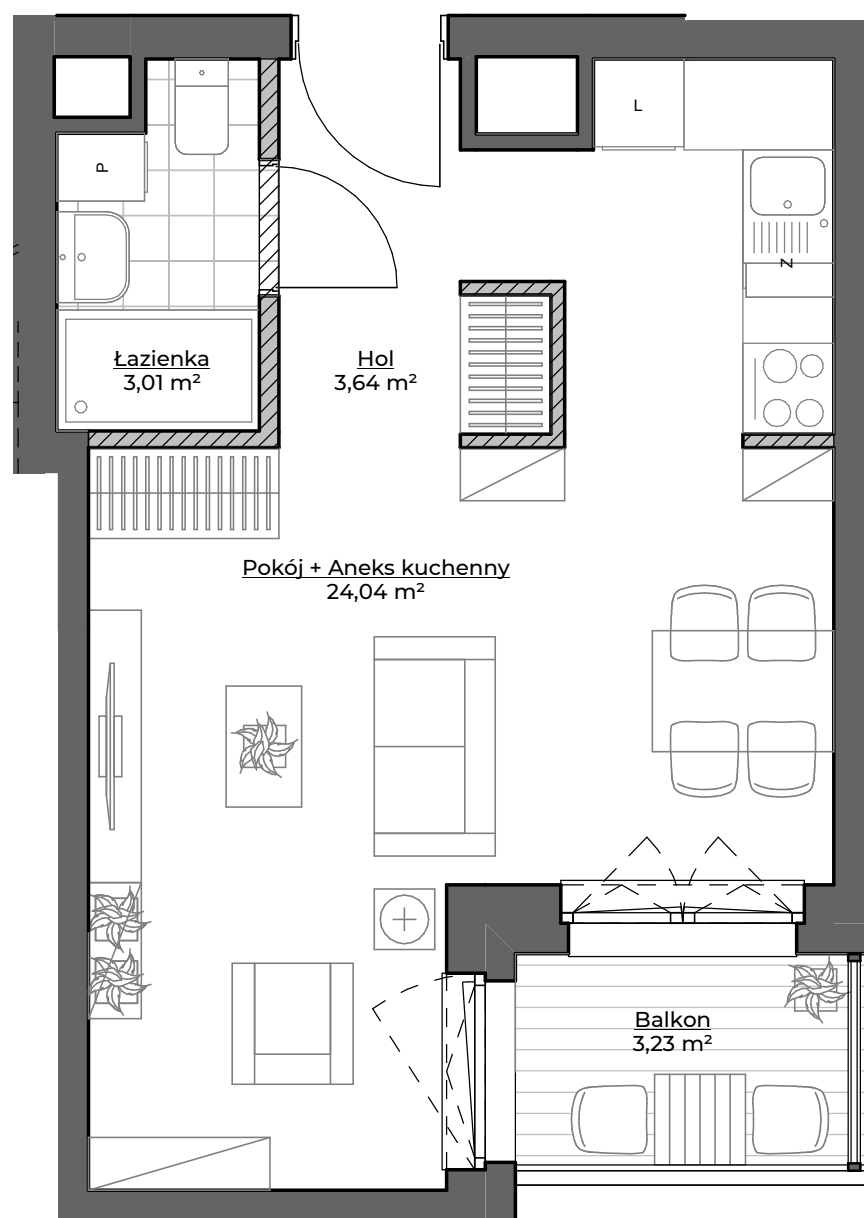 L
P
Z
Łazienka
3,01 m²
Hol
3,64 m²
Pokój + Aneks kuchenny
24,04 m²
Balkon
3,23 m²